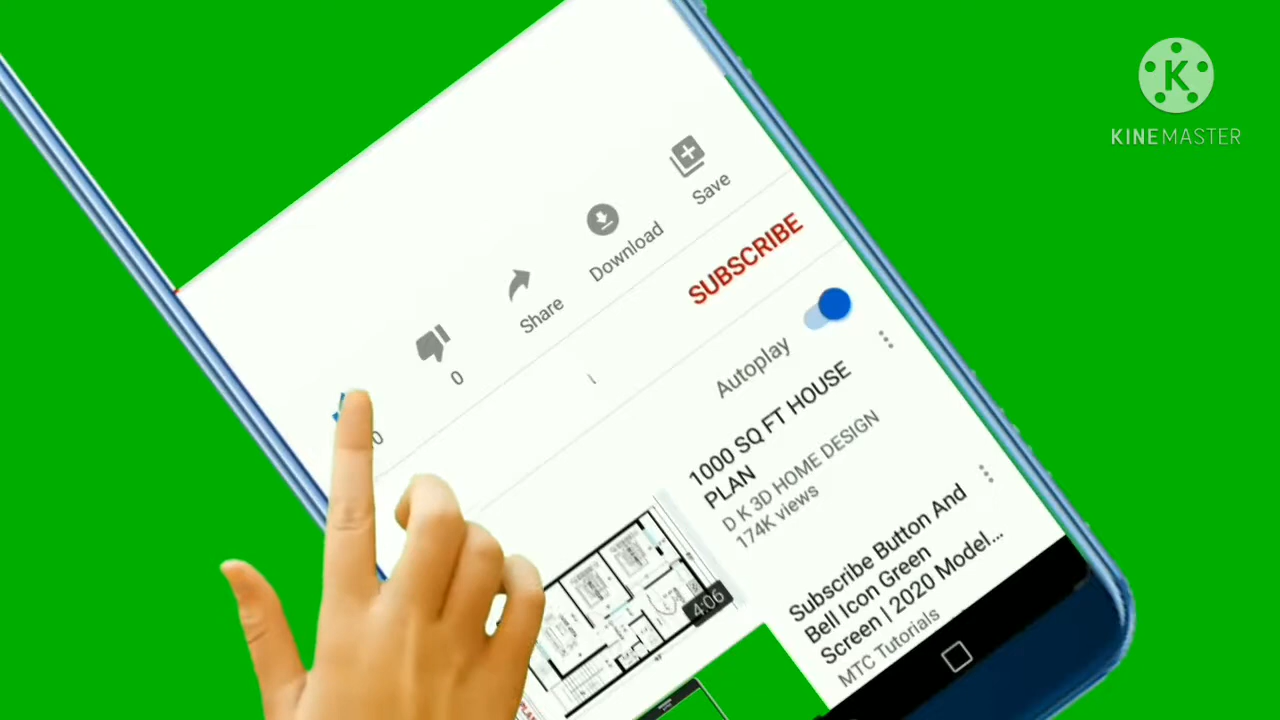 KINEMASTER
Save
Download
Share
0
0
SUBSCRIBE
Autoplay
1000 SQ FT HOUSE
PLAN
D K 3D HOME DESIGN
174K views
4:06
Subscribe Button And
Bell Icon Green
Screen | 2020 Model...
MTC Tutorials